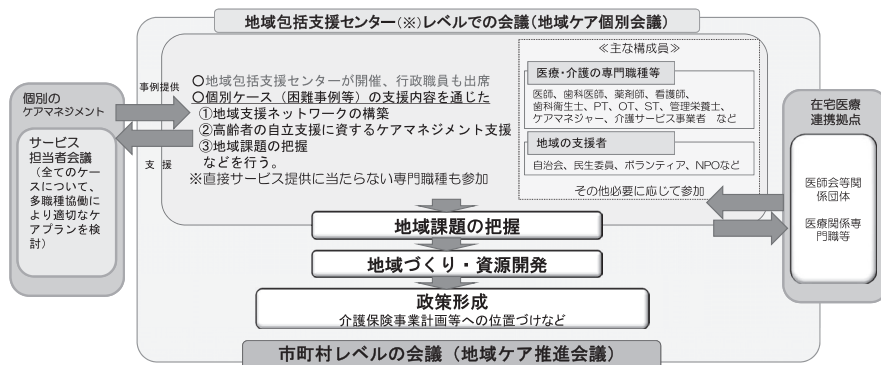 地域包括支援センター(※)レベルでの会議(地域ケア個別会議)
個別の
ケアマネジメント
サービス
担当者会議
(全てのケー
スについて、
多職種協働に
より適切なケ
アプランを検
討)
事例提供
支 援
〇地域包括支援センターが開催、行政職員も出席
〇個別ケース（困難事例等）の支援内容を通じた
①地域支援ネットワークの構築
②高齢者の自立支援に資するケアマネジメント支援
③地域課題の把握
などを行う。
※直接サービス提供に当たらない専門職種も参加
≪主な構成員≫
医療・介護の専門職種等
医師、歯科医師、薬剤師、看護師、
歯科衛生士、PT、OT、ST、管理栄養士、
ケアマネジャー、介護サービス事業者　など
地域の支援者
自治会、民生委員、ボランティア、NPOなど
その他必要に応じて参加
在宅医療
連携拠点
医師会等関
係団体
医療関係専
門職等
地域課題の把握
地域づくり・資源開発
政策形成
介護保険事業計画等への位置づけなど
市町村レベルの会議（地域ケア推進会議）